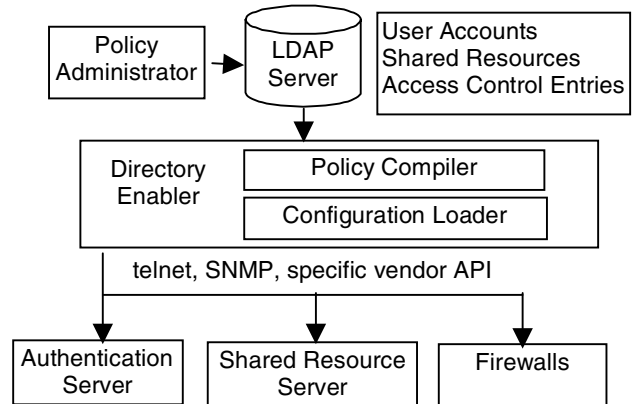 Policy
Administrator
LDAP
Server
User Accounts
Shared Resources
Access Control Entries
Directory
Enabler
Policy Compiler
Configuration Loader
telnet, SNMP, specific vendor API
Authentication
Server
Shared Resource
Server
Firewalls